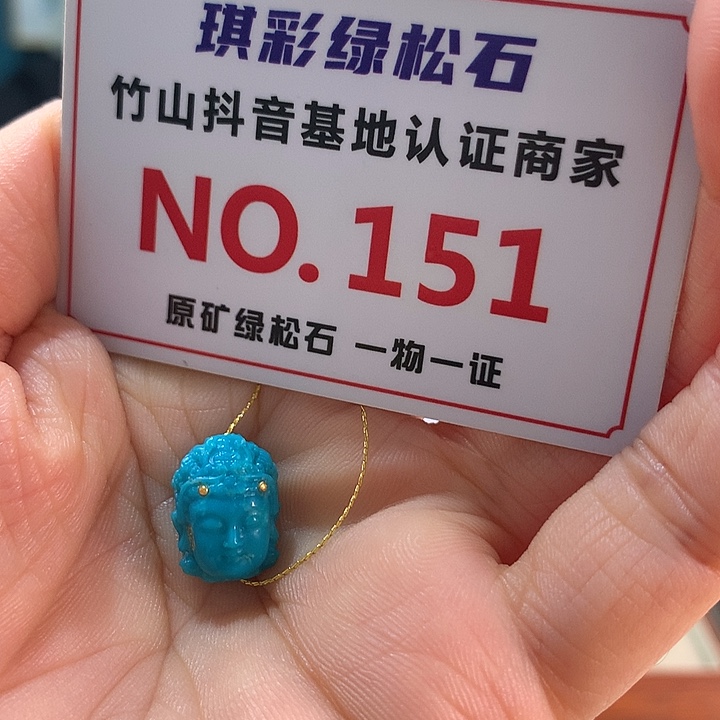 琪彩绿松石
竹山抖音基地认证商家
NO.151
原矿绿松石 一物一证